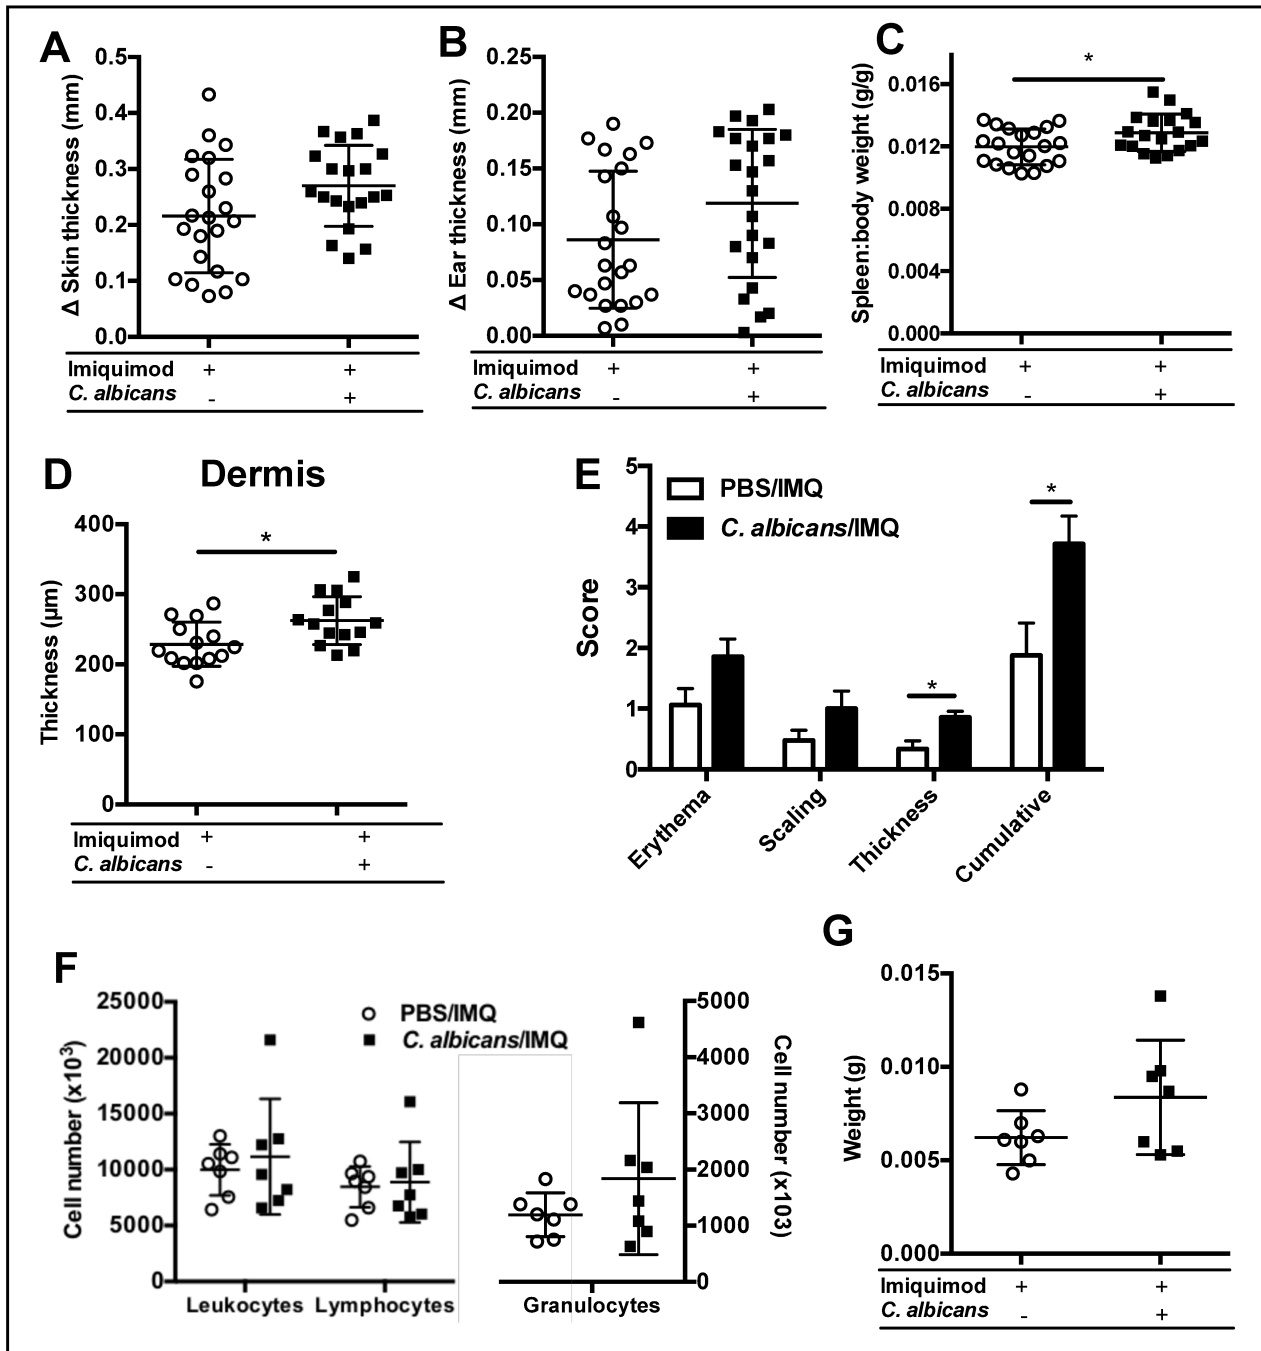 A
Δ Skin thickness (mm)
0.5
0.4
0.3
0.2
0.1
0.0
Imiquimod + +
C. albicans - +
B
Δ Ear thickness (mm)
0.25
0.20
0.15
0.10
0.05
0.00
Imiquimod + +
C. albicans - +
C
Spleen:body weight (g/g)
0.016
0.012
0.008
0.004
0.000
*
Imiquimod + +
C. albicans - +
D
Dermis
Thickness (µm)
400
300
200
100
0
*
Imiquimod + +
C. albicans - +
E
Score
5
4
3
2
1
0
PBS/IMQ
C. albicans/IMQ
*
*
Erythema
Scaling
Thickness
Cumulative
F
Cell number (x10³)
25000
20000
15000
10000
5000
0
PBS/IMQ
C. albicans/IMQ
Leukocytes Lymphocytes
5000
4000
3000
2000
1000
0
Cell number (x103)
Granulocytes
G
Weight (g)
0.015
0.010
0.005
0.000
Imiquimod + +
C. albicans - +